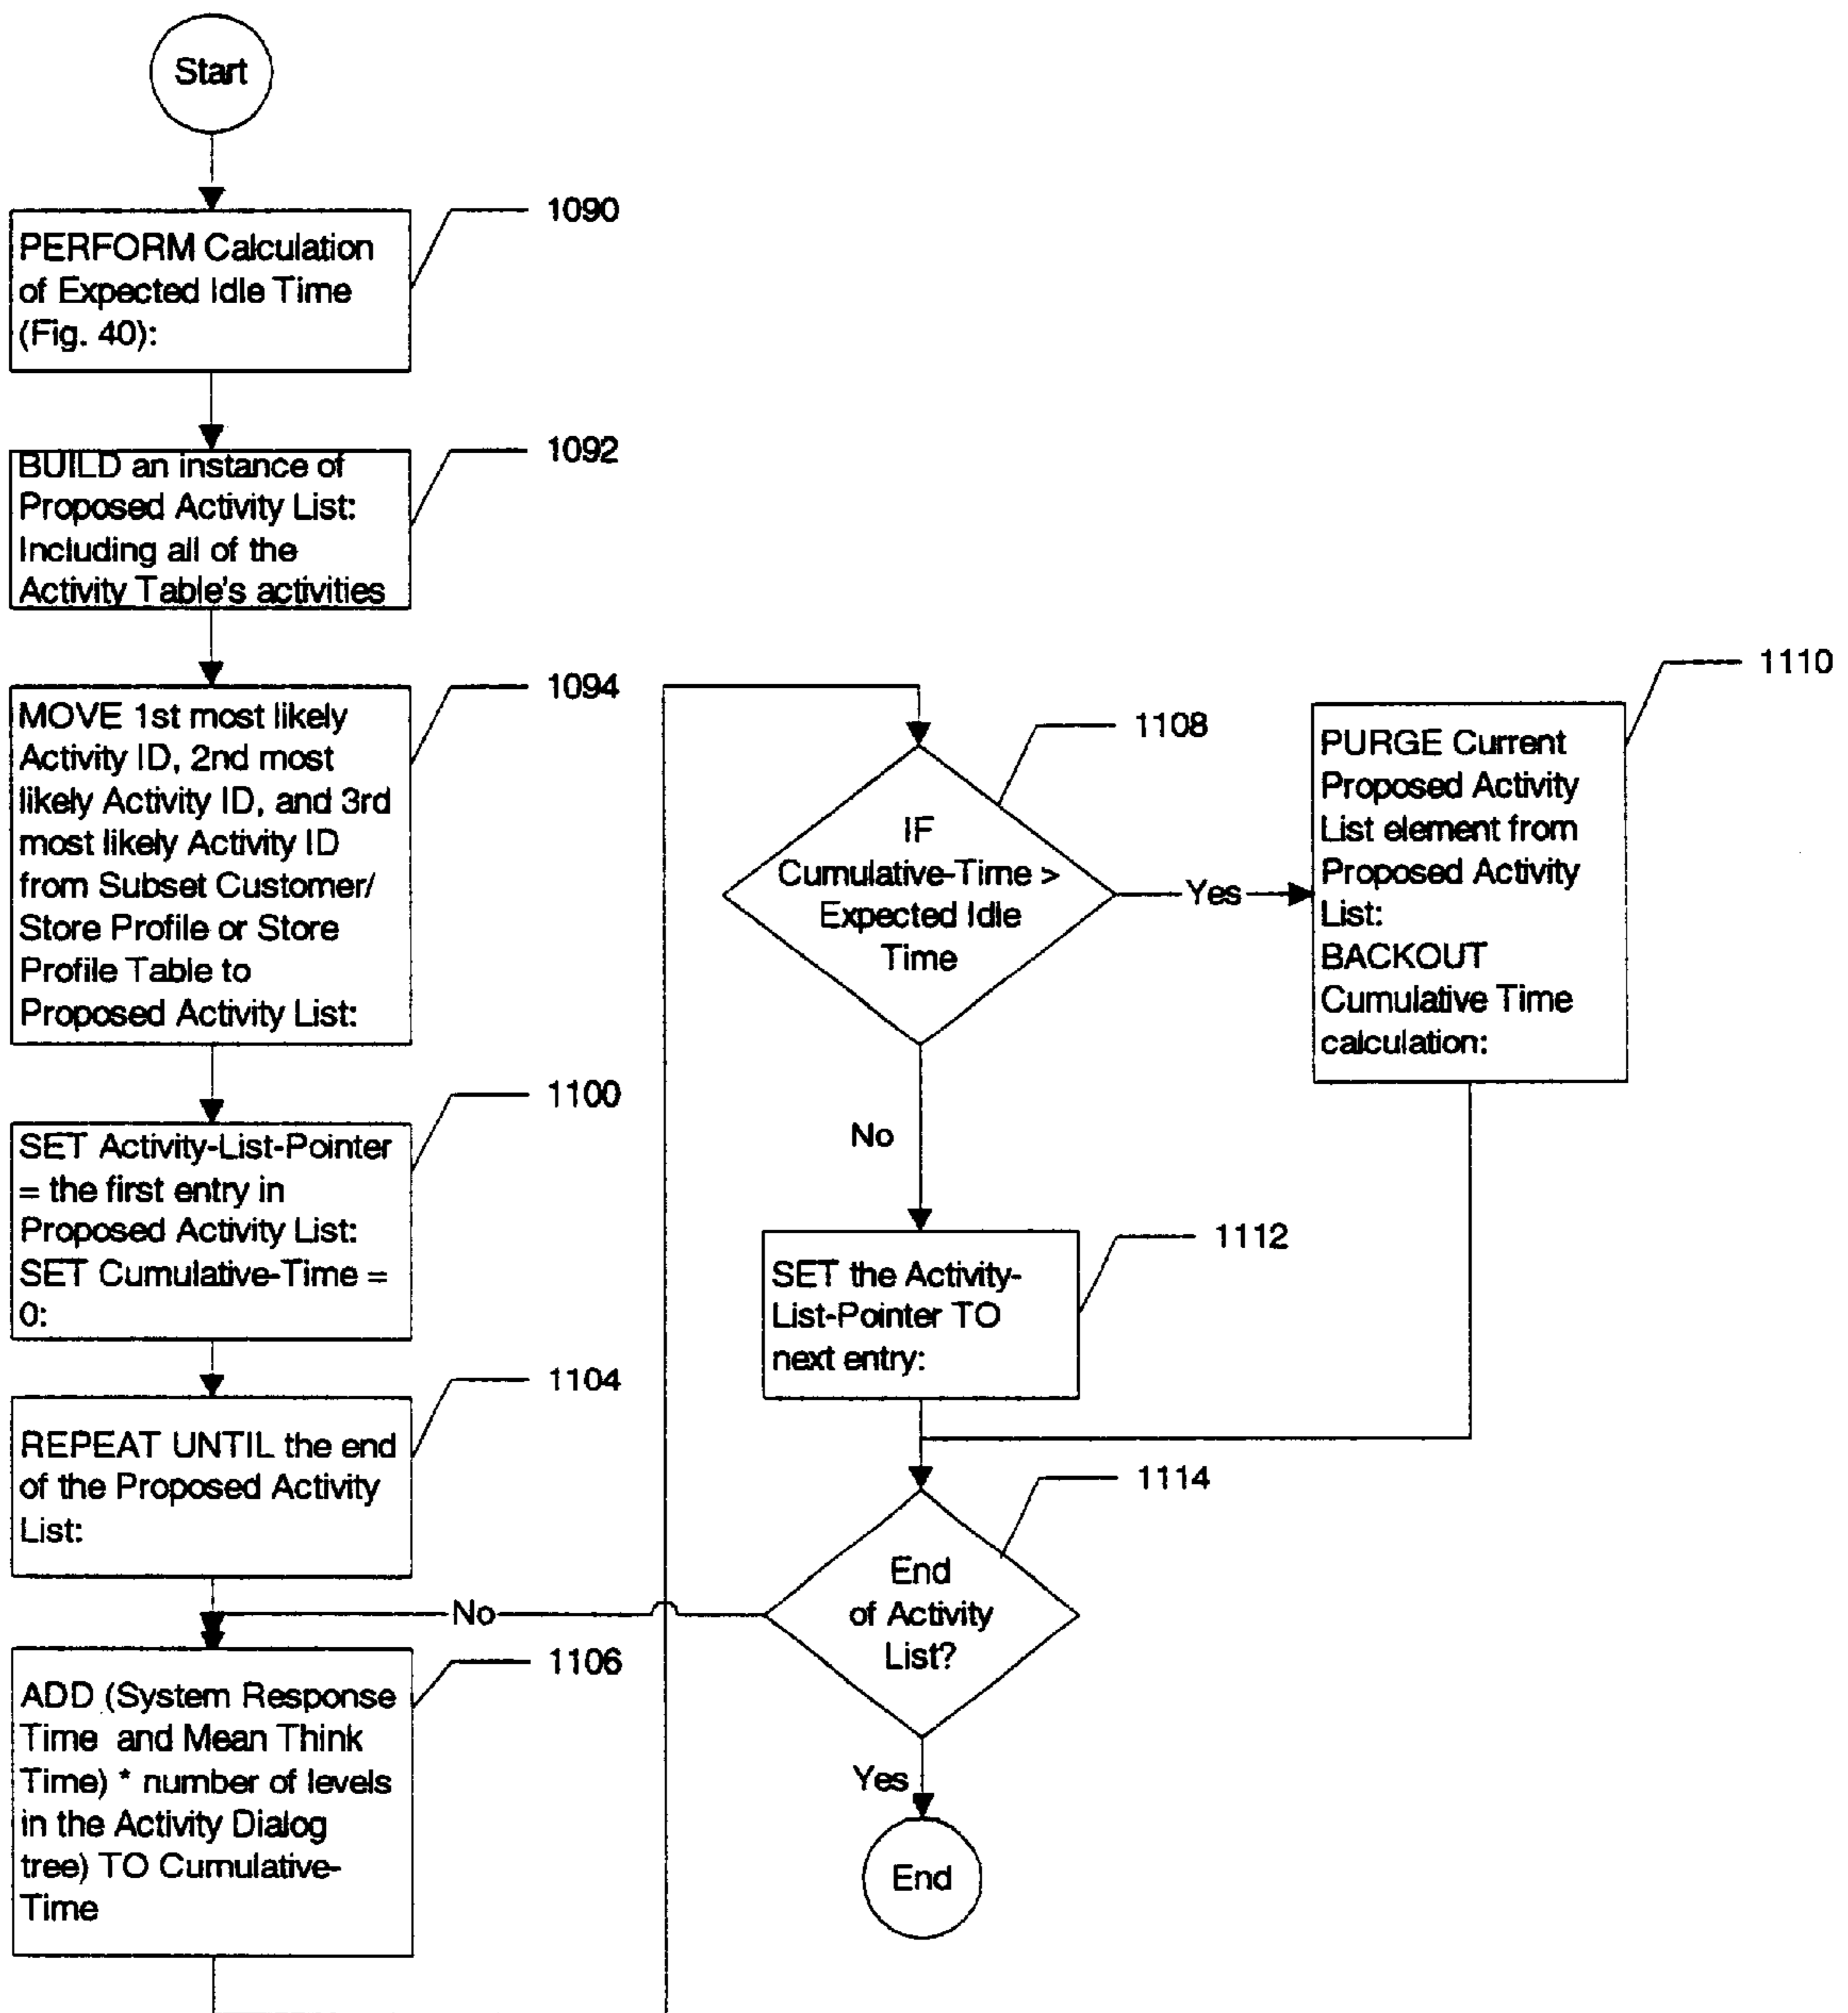 Start
1090
PERFORM Calculation
of Expected Idle Time
(Fig. 40):
1092
BUILD an instance of
Proposed Activity List:
Including all of the
Activity Table's activities
1094
MOVE 1st most likely
Activity ID, 2nd most
likely Activity ID, and 3rd
most likely Activity ID
from Subset Customer/
Store Profile or Store
Profile Table to
Proposed Activity List:
1100
SET Activity-List-Pointer
= the first entry in
Proposed Activity List:
SET Cumulative-Time =
0:
1104
REPEAT UNTIL the end
of the Proposed Activity
List:
1106
ADD (System Response
Time and Mean Think
Time) * number of levels
in the Activity Dialog
tree) TO Cumulative-
Time
1108
IF
Cumulative-Time >
Expected Idle
Time
Yes
1110
PURGE Current
Proposed Activity
List element from
Proposed Activity
List:
BACKOUT
Cumulative Time
calculation:
No
1112
SET the Activity-
List-Pointer TO
next entry:
1114
End
of Activity
List?
No
Yes
End